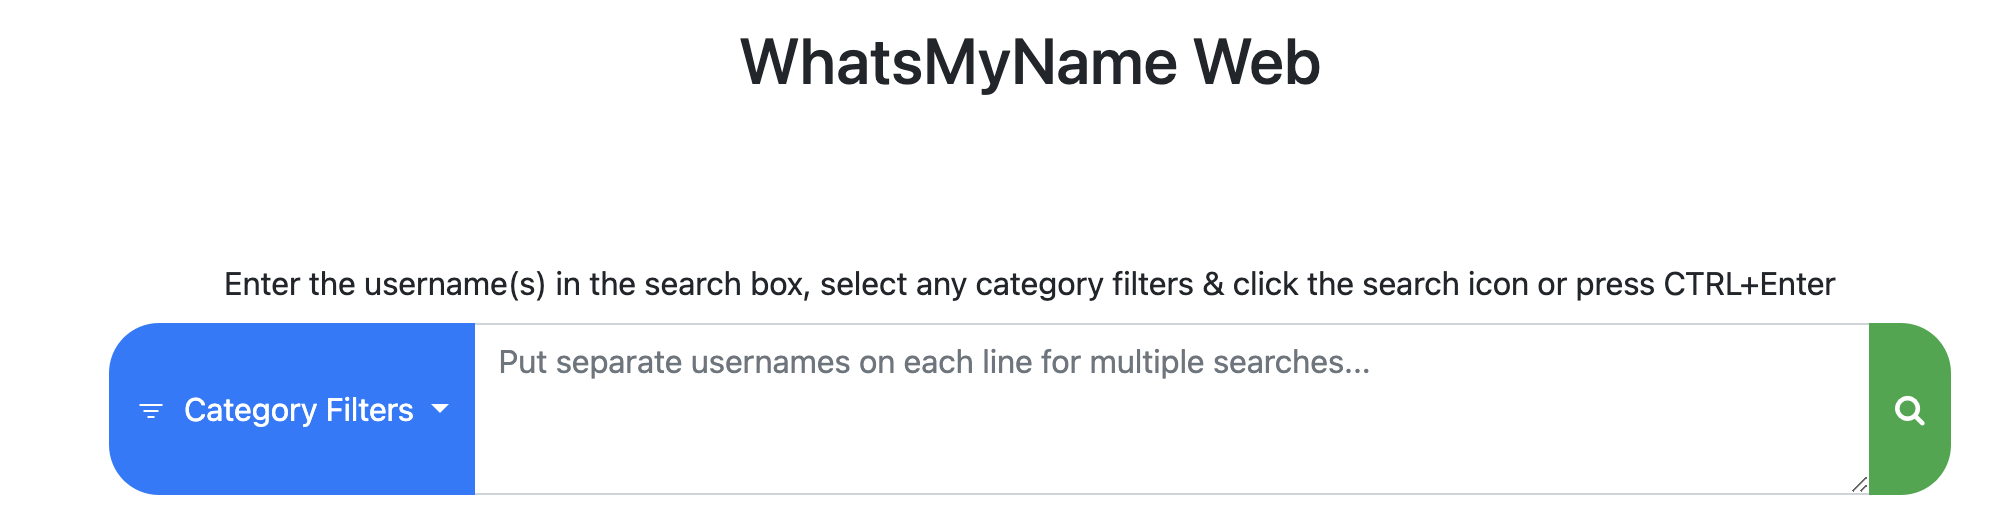 WhatsMyName Web
Enter the username(s) in the search box, select any category filters & click the search icon or press CTRL+Enter
Category Filters
Put separate usernames on each line for multiple searches...